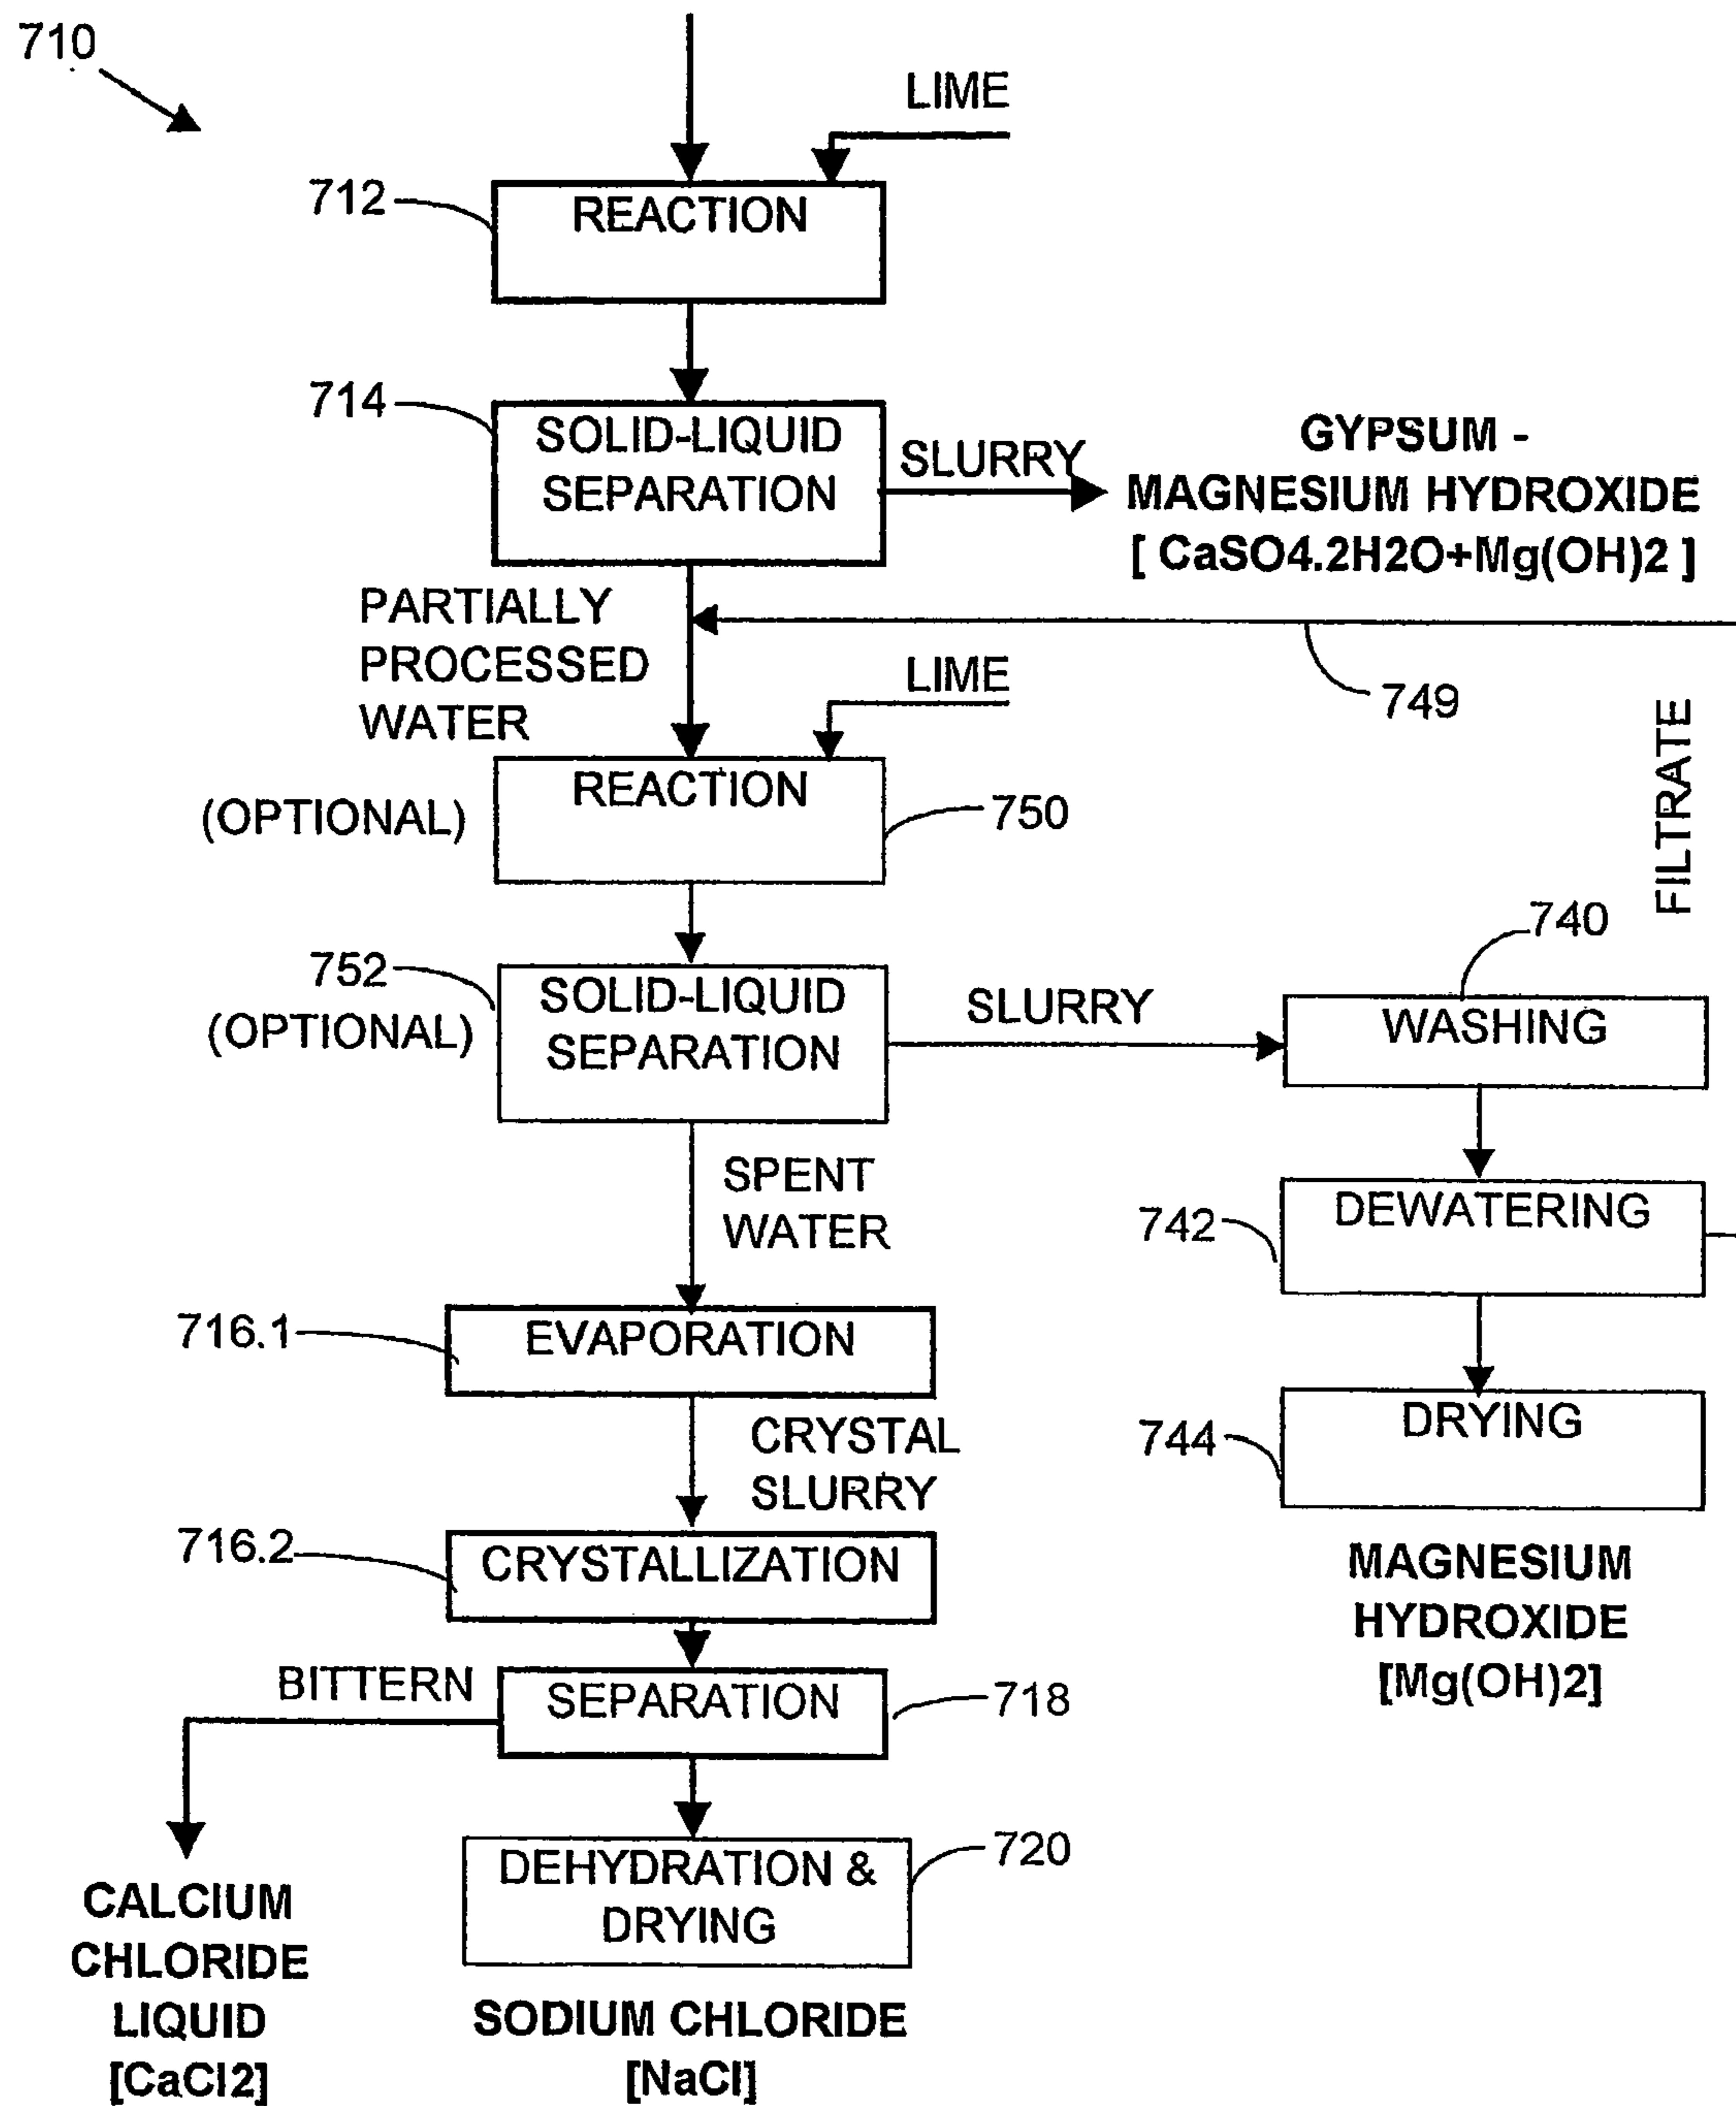 710
LIME
712
REACTION
714
SOLID-LIQUID
SEPARATION
SLURRY
GYPSUM -
MAGNESIUM HYDROXIDE
[ CaSO4.2H2O+Mg(OH)2 ]
PARTIALLY
PROCESSED
WATER
LIME
749
FILTRATE
(OPTIONAL)
REACTION
750
752
(OPTIONAL)
SOLID-LIQUID
SEPARATION
SLURRY
740
WASHING
SPENT
WATER
742
DEWATERING
716.1
EVAPORATION
CRYSTAL
SLURRY
744
DRYING
716.2
CRYSTALLIZATION
MAGNESIUM
HYDROXIDE
[Mg(OH)2]
BITTERN
SEPARATION
718
DEHYDRATION &
DRYING
720
CALCIUM
CHLORIDE
LIQUID
[CaCl2]
SODIUM CHLORIDE
[NaCl]